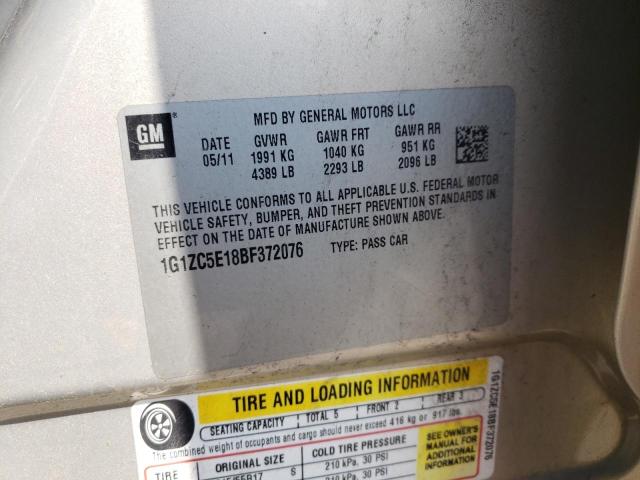 GM®
MFD BY GENERAL MOTORS LLC
DATE GVWR GAWR FRT GAWR RR
05/11 1991 KG 1040 KG 951 KG
4389 LB 2293 LB 2096 LB
THIS VEHICLE CONFORMS TO ALL APPLICABLE U.S. FEDERAL MOTOR
VEHICLE SAFETY, BUMPER, AND THEFT PREVENTION STANDARDS IN
EFFECT ON THE DATE OF MANUFACTURE SHOWN ABOVE.
1G1ZC5E18BF372076 TYPE: PASS CAR
TIRE AND LOADING INFORMATION
SEATING CAPACITY TOTAL 5 FRONT 2 REAR 3
The combined weight of occupants and cargo should never exceed 416 kg or 917 lbs.
TIRE ORIGINAL SIZE COLD TIRE PRESSURE
S 210 kPa, 30 PSI
210 kPa, 30 PSI
SEE OWNER'S
MANUAL FOR
ADDITIONAL
INFORMATION
1G1ZC5E18BF372076